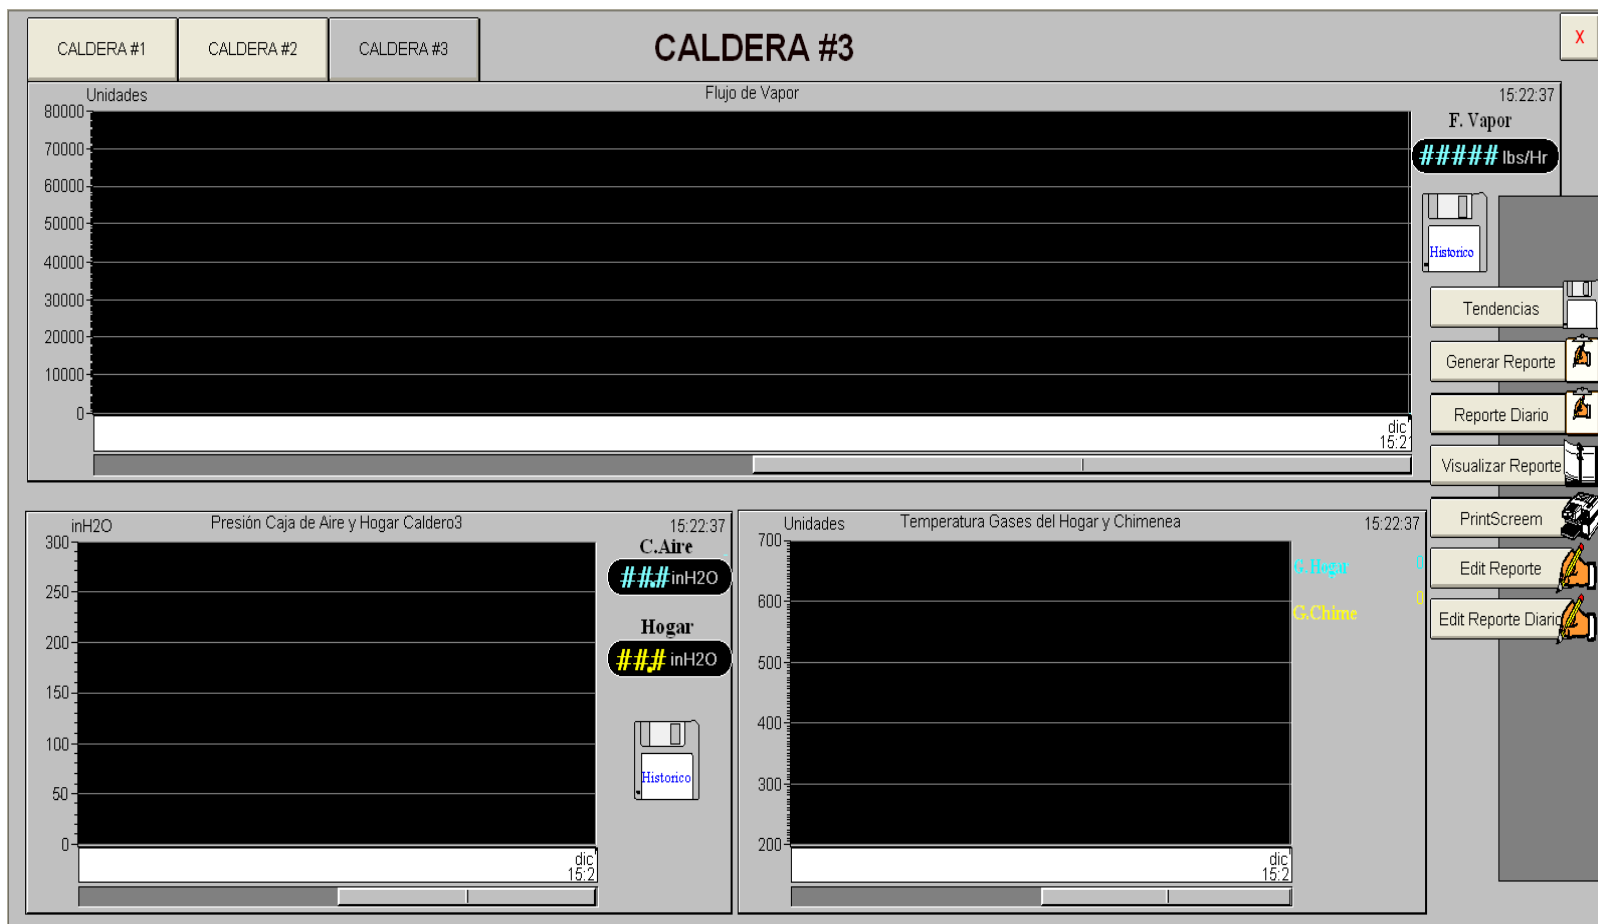 CALDERA #1
CALDERA #2
CALDERA #3
CALDERA #3
X
Unidades
Flujo de Vapor
15:22:37
80000
70000
60000
50000
40000
30000
20000
10000
0
dic
15:2
F. Vapor
##### lbs/Hr
Historico
Tendencias
Generar Reporte
Reporte Diario
Visualizar Reporte
PrintScreem
Edit Reporte
Edit Reporte Diario
inH2O
Presión Caja de Aire y Hogar Caldero3
15:22:37
300
250
200
150
100
50
0
dic
15:2
C.Aire
##.# inH2O
Hogar
##.# inH2O
Historico
Unidades
Temperatura Gases del Hogar y Chimenea
15:22:37
700
600
500
400
300
200
dic
15:2
G.Hogar 0
G.Chime 0